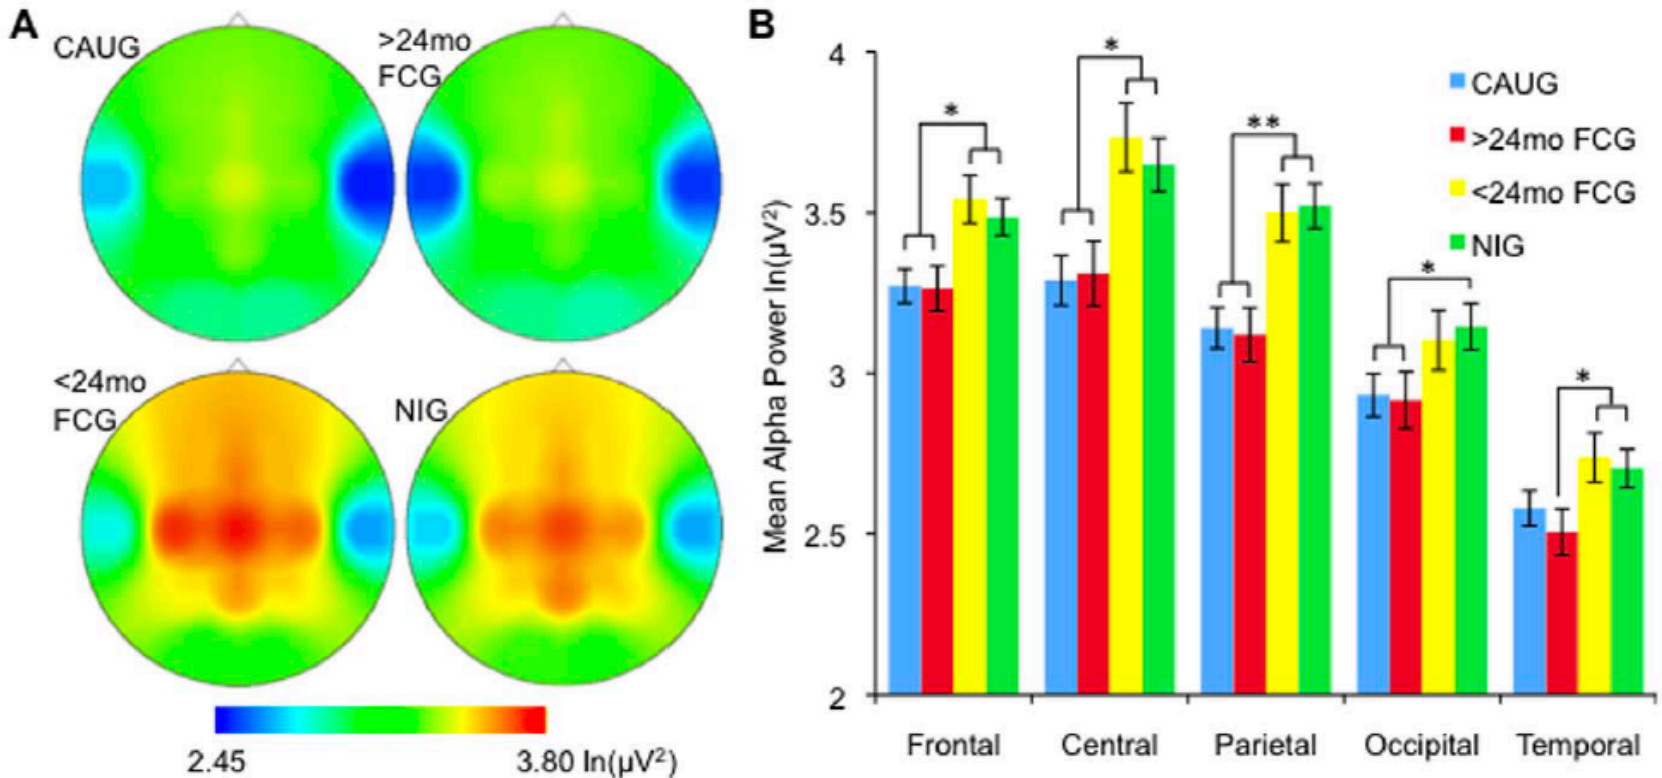 A
CAUG
>24mo
FCG
<24mo
FCG
NIG
2.45
3.80 ln(µV²)
B
Mean Alpha Power ln(µV²)
4
3.5
3
2.5
2
*
*
**
*
*
CAUG
>24mo FCG
<24mo FCG
NIG
Frontal
Central
Parietal
Occipital
Temporal